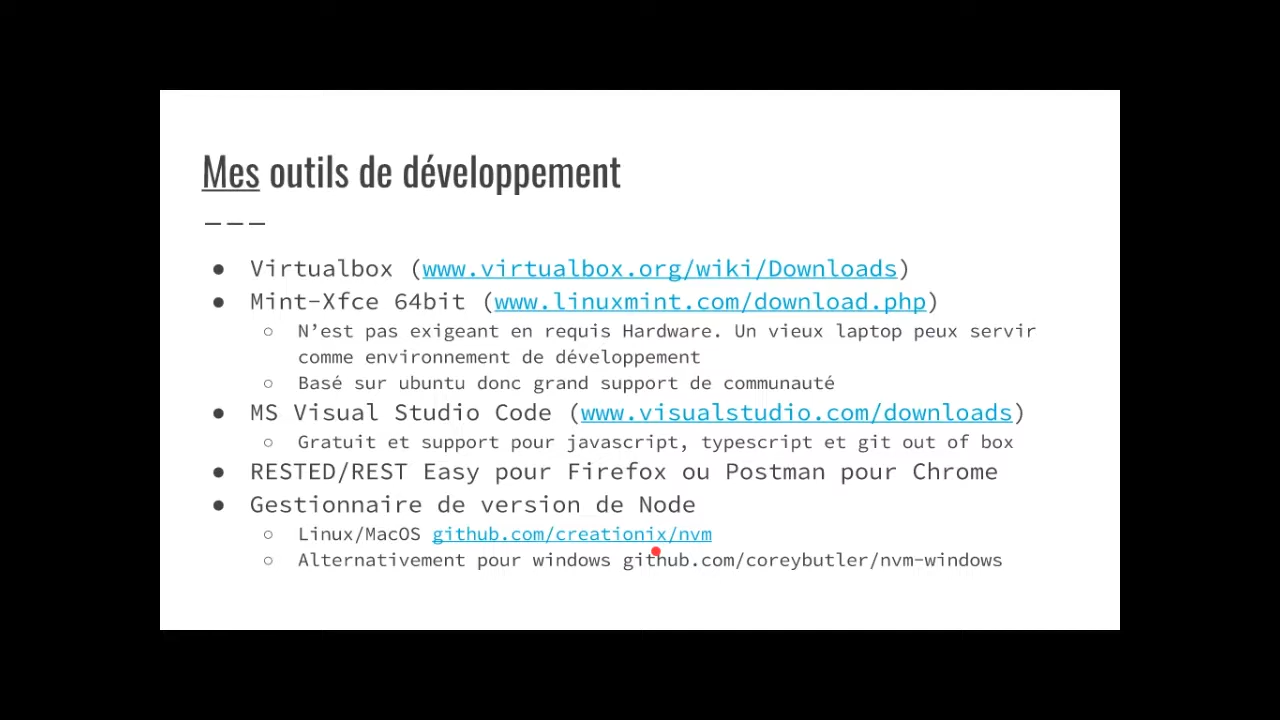 Mes outils de développement
● Virtualbox (www.virtualbox.org/wiki/Downloads)
● Mint-Xfce 64bit (www.linuxmint.com/download.php)
○ N’est pas exigeant en requis Hardware. Un vieux laptop peux servir
comme environnement de développement
○ Basé sur ubuntu donc grand support de communauté
● MS Visual Studio Code (www.visualstudio.com/downloads)
○ Gratuit et support pour javascript, typescript et git out of box
● RESTED/REST Easy pour Firefox ou Postman pour Chrome
● Gestionnaire de version de Node
○ Linux/MacOS github.com/creationix/nvm
○ Alternativement pour windows github.com/coreybutler/nvm-windows